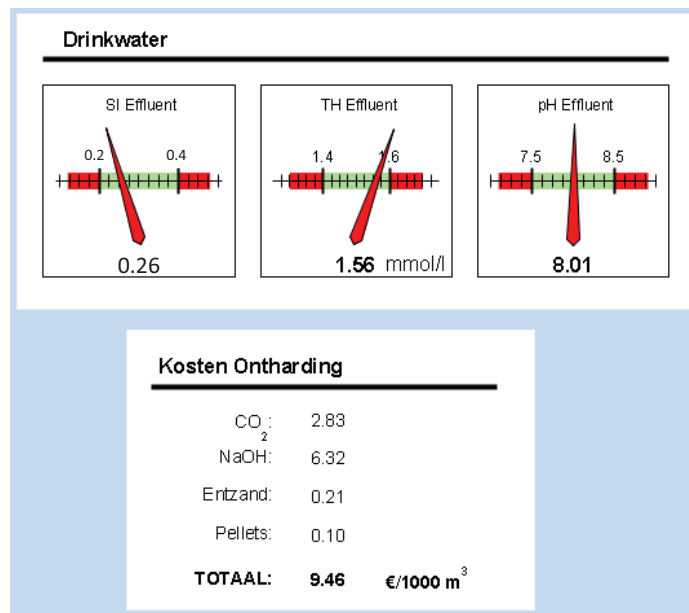 Drinkwater
SI Effluent
0.2 0.4
0.26
TH Effluent
1.4 1.6
1.56 mmol/l
pH Effluent
7.5 8.5
8.01
Kosten Ontharding
CO2: 2.83
NaOH: 6.32
Entzand: 0.21
Pellets: 0.10
TOTAAL: 9.46 €/1000 m³